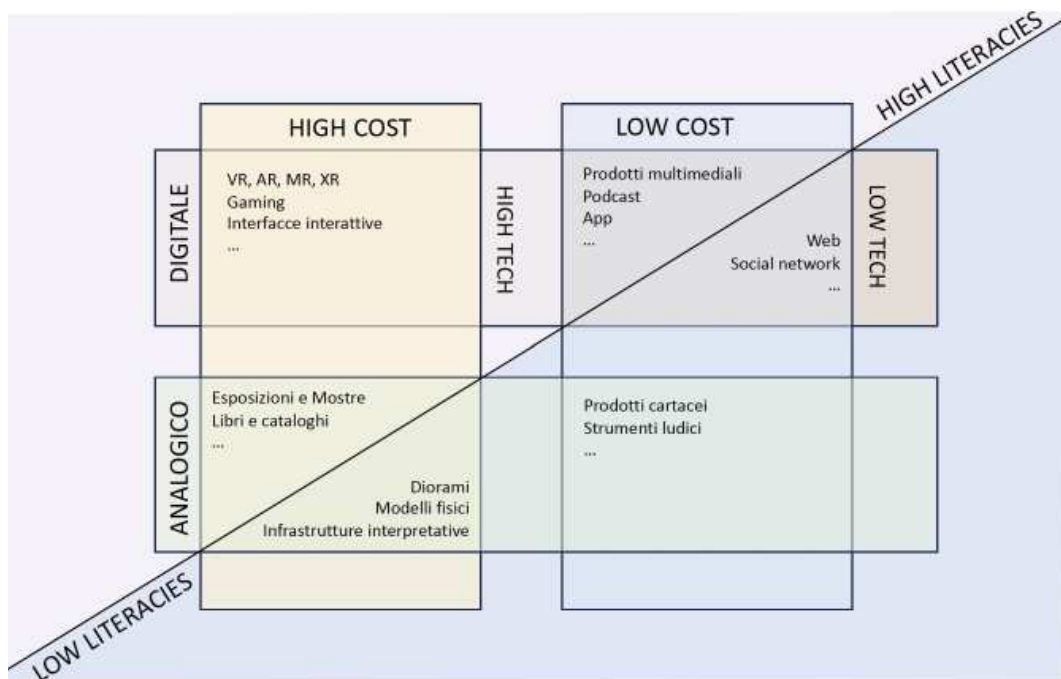 HIGH LITERACIES
HIGH COST
LOW COST
DIGITALE
VR, AR, MR, XR
Gaming
Interfacce interattive
...
HIGH TECH
Prodotti multimediali
Podcast
App
...
Web
Social network
...
LOW TECH
ANALOGICO
Esposizioni e Mostre
Libri e cataloghi
...
Diorami
Modelli fisici
Infrastrutture interpretative
Prodotti cartacei
Strumenti ludici
...
LOW LITERACIES